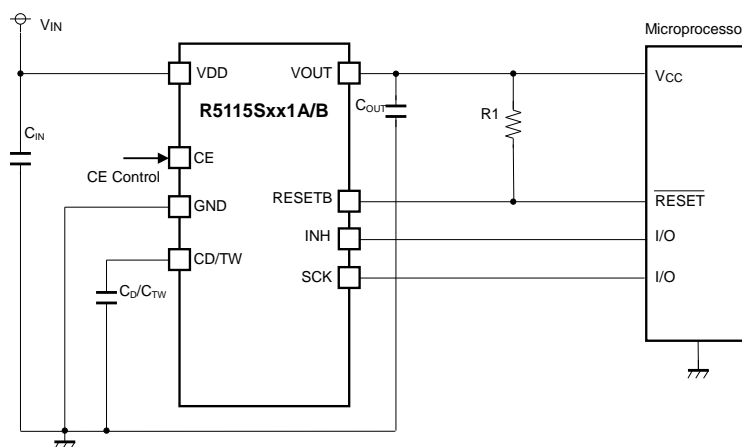 VIN
Microprocesso
VDD
VOUT
VCC
R5115Sxx1A/B
COUT
R1
CIN
CE
CE Control
RESETB
RESET
GND
INH
I/O
CD/TW
SCK
I/O
CD/CTW